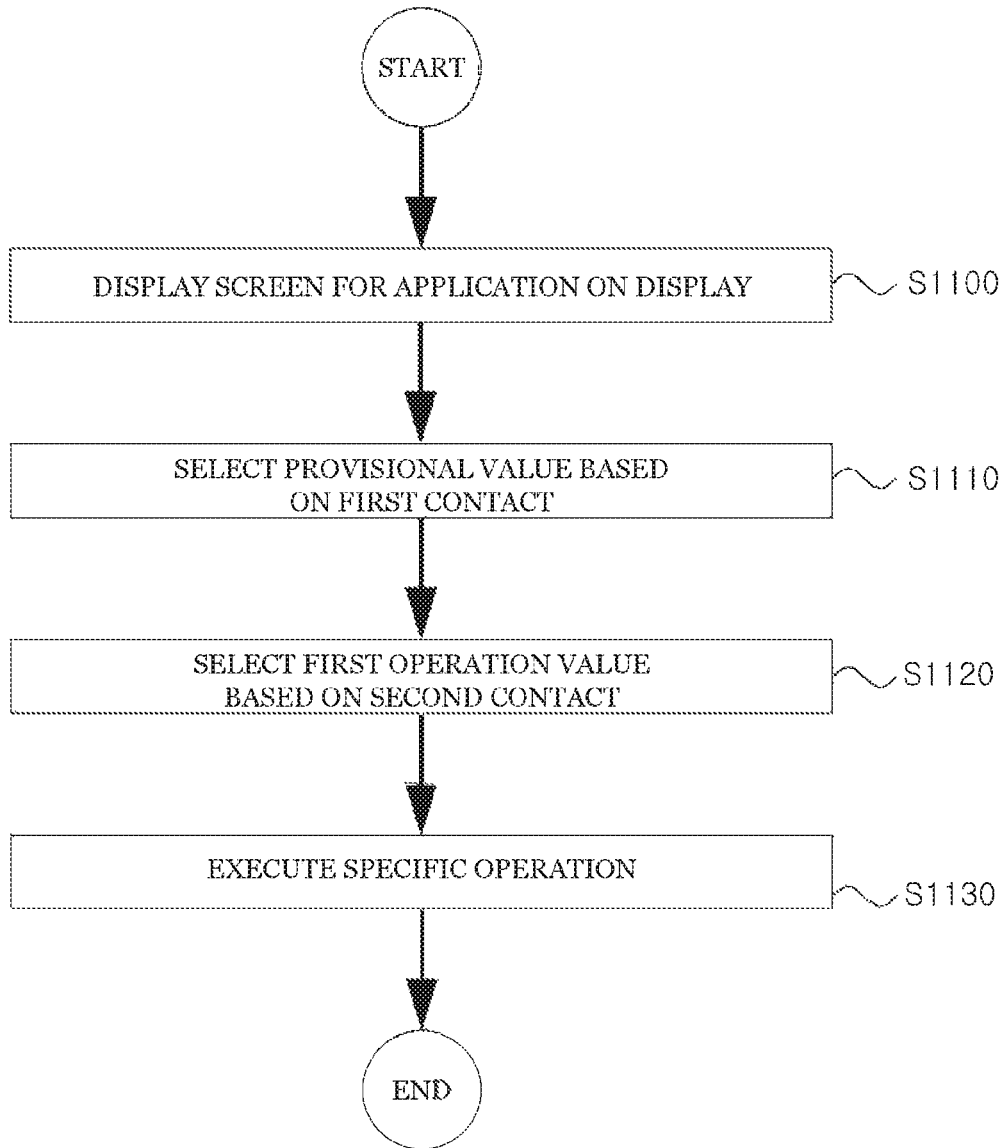 START
DISPLAY SCREEN FOR APPLICATION ON DISPLAY
S1100
SELECT PROVISIONAL VALUE BASED
ON FIRST CONTACT
S1110
SELECT FIRST OPERATION VALUE
BASED ON SECOND CONTACT
S1120
EXECUTE SPECIFIC OPERATION
S1130
END